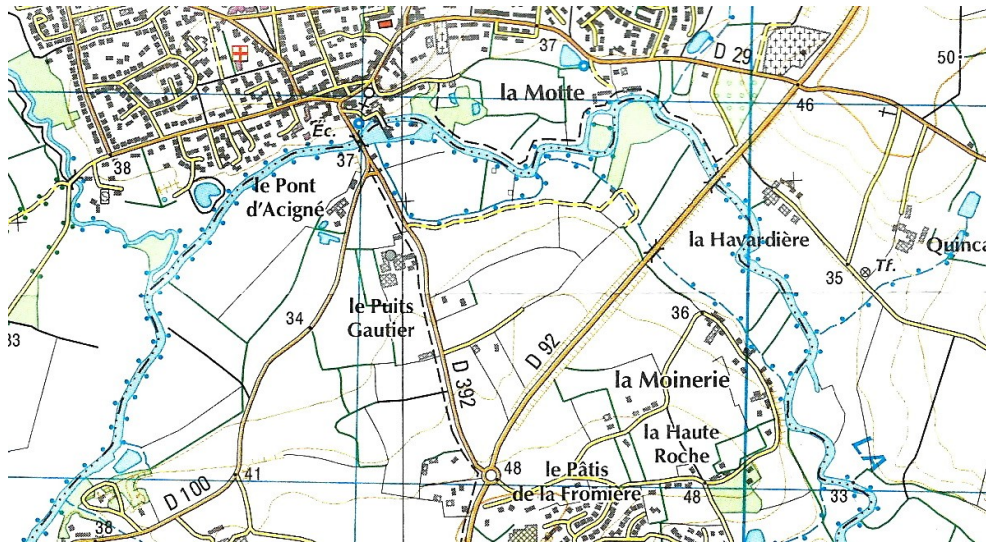 37
D 29
50
la Motte
46
Éc.
38
37
le Pont
d'Acigné
la Havardière
Quinca
Tf.
35
33
34
le Puits
Gautier
36
D 92
D 392
la Moinerie
la Haute
Roche
48
le Pâtis
de la Fromière
41
D 100
48
33
38
LA